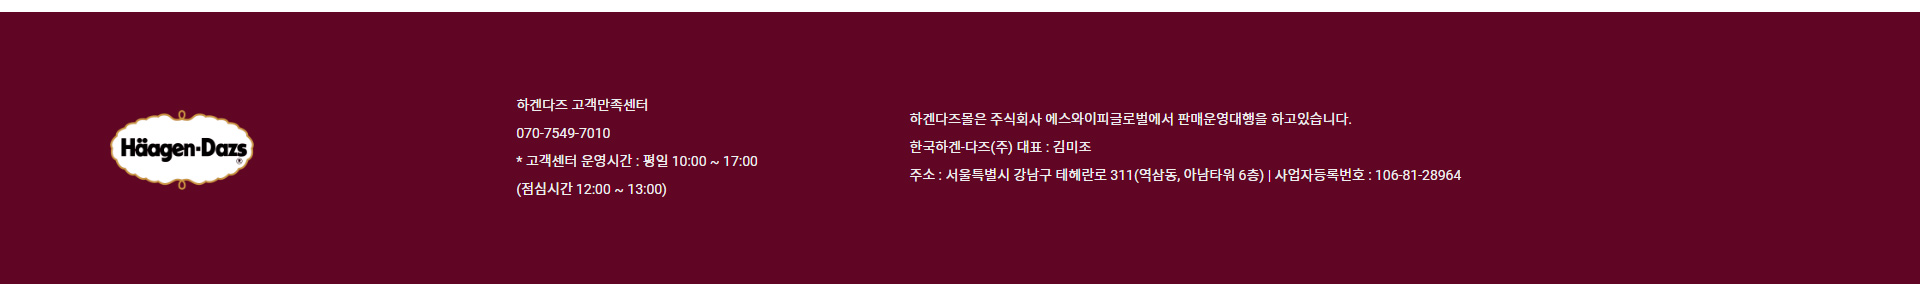 Häagen-Dazs®
하겐다즈 고객만족센터
070-7549-7010
* 고객센터 운영시간 : 평일 10:00 ~ 17:00
(점심시간 12:00 ~ 13:00)
하겐다즈몰은 주식회사 에스와이피글로벌에서 판매운영대행을 하고있습니다.
한국하겐-다즈(주) 대표 : 김미조
주소 : 서울특별시 강남구 테헤란로 311(역삼동, 아남타워 6층) | 사업자등록번호 : 106-81-28964